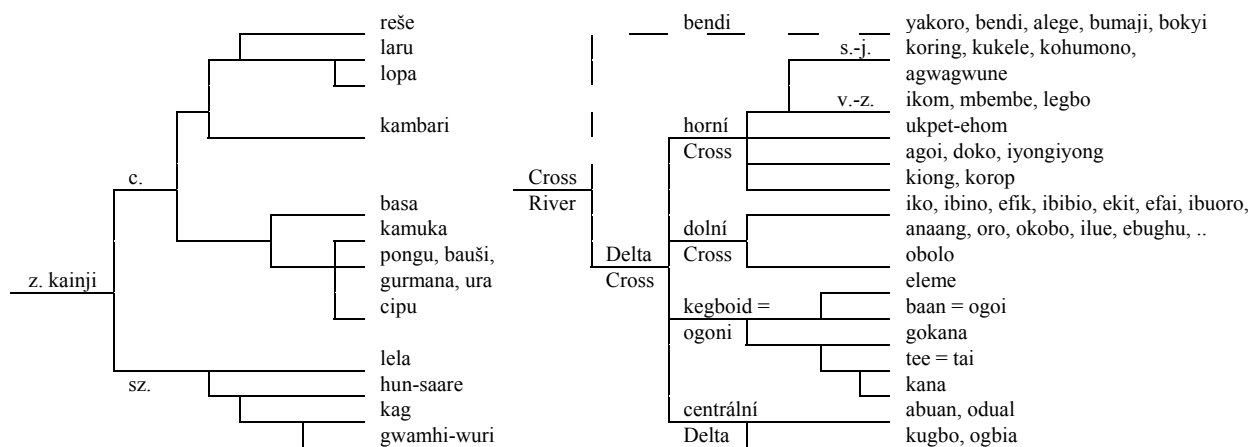 reše
laru
lopa
kambari
c.
basa
kamuka
pongu, bauši,
gurmana, ura
z. kainji
cipu
lela
sz.
hun-saare
kag
gwamhi-wuri
bendi
yakoro, bendi, alege, bumaji, bokyi
s.-j.
koring, kukele, kohumono,
agwagwune
v.-z.
ikom, mbembe, legbo
horní
ukpet-ehom
Cross
agoi, doko, iyongiyong
Cross
kiong, korop
River
iko, ibino, efik, ibibio, ekit, efai, ibuoro,
dolní
anaang, oro, okobo, ilue, ebughu, ..
Delta
Cross
obolo
Cross
eleme
kegboid =
baan = ogoi
ogoni
gokana
tee = tai
kana
centrální
abuan, odual
Delta
kugbo, ogbia